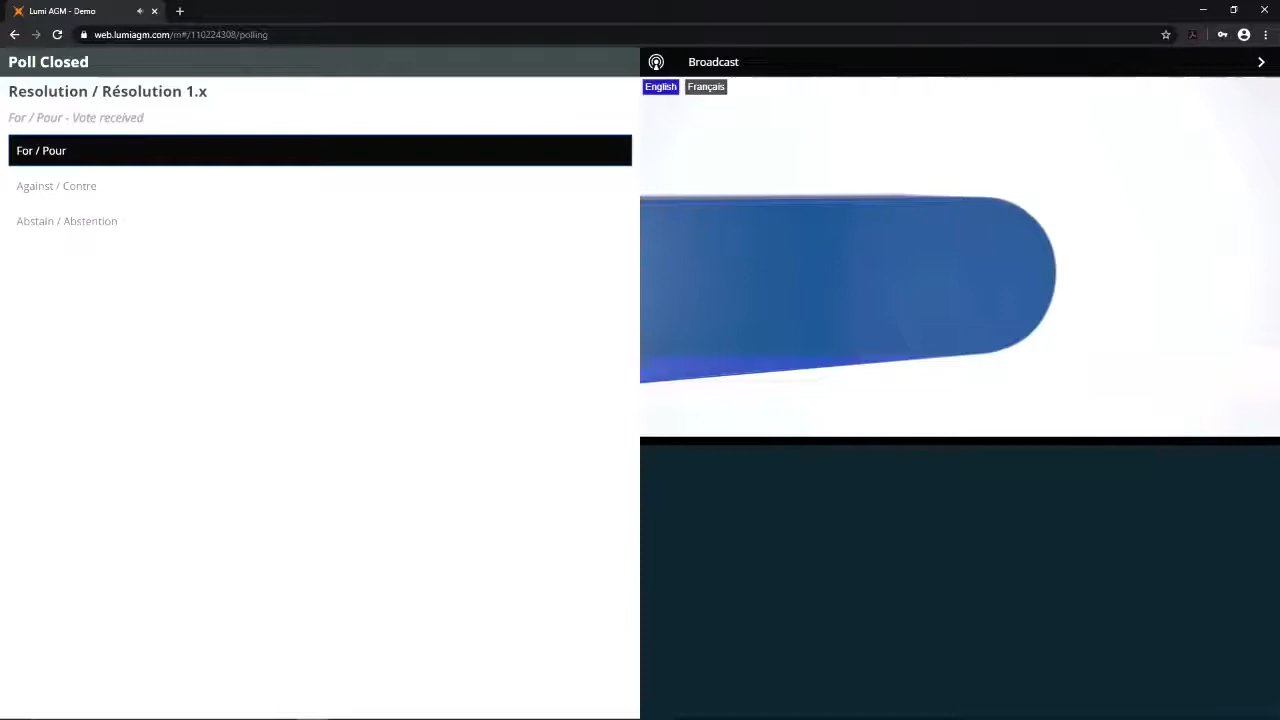 Lumi AGM - Demo
web.lumiagm.com/m#/110224308/polling
Poll Closed
Broadcast
English
Français
Resolution / Résolution 1.x
For / Pour - Vote received
For / Pour
Against / Contre
Abstain / Abstention